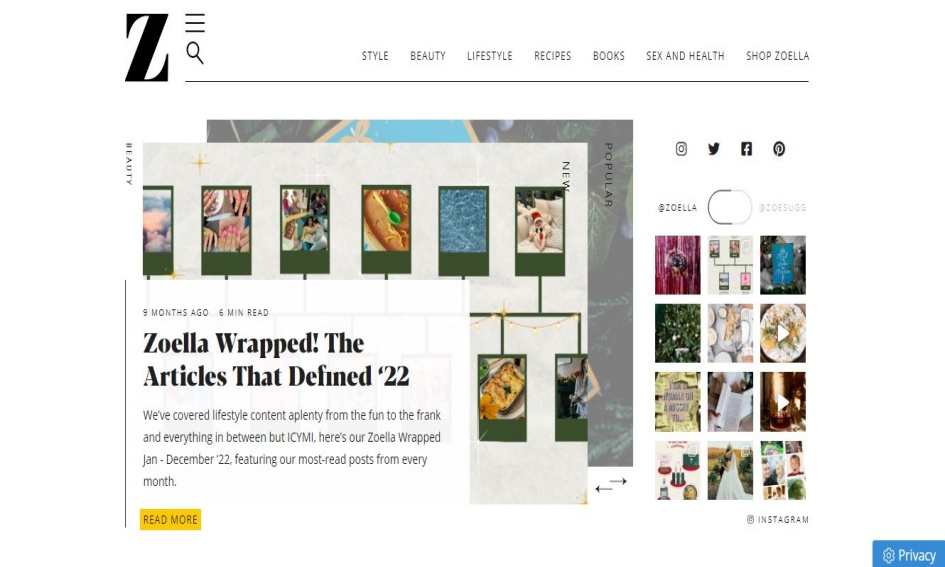 Z
STYLE BEAUTY LIFESTYLE RECIPES BOOKS SEX AND HEALTH SHOP ZOELLA
BEAUTY
NEW
POPULAR
@ZOELLA @ZOESUGG
9 MONTHS AGO 6 MIN READ
Zoella Wrapped! The
Articles That Defined ‘22
We’ve covered lifestyle content aplenty from the fun to the frank
and everything in between but ICYMI, here’s our Zoella Wrapped
Jan - December ‘22, featuring our most-read posts from every
month.
READ MORE
INSTAGRAM
Privacy